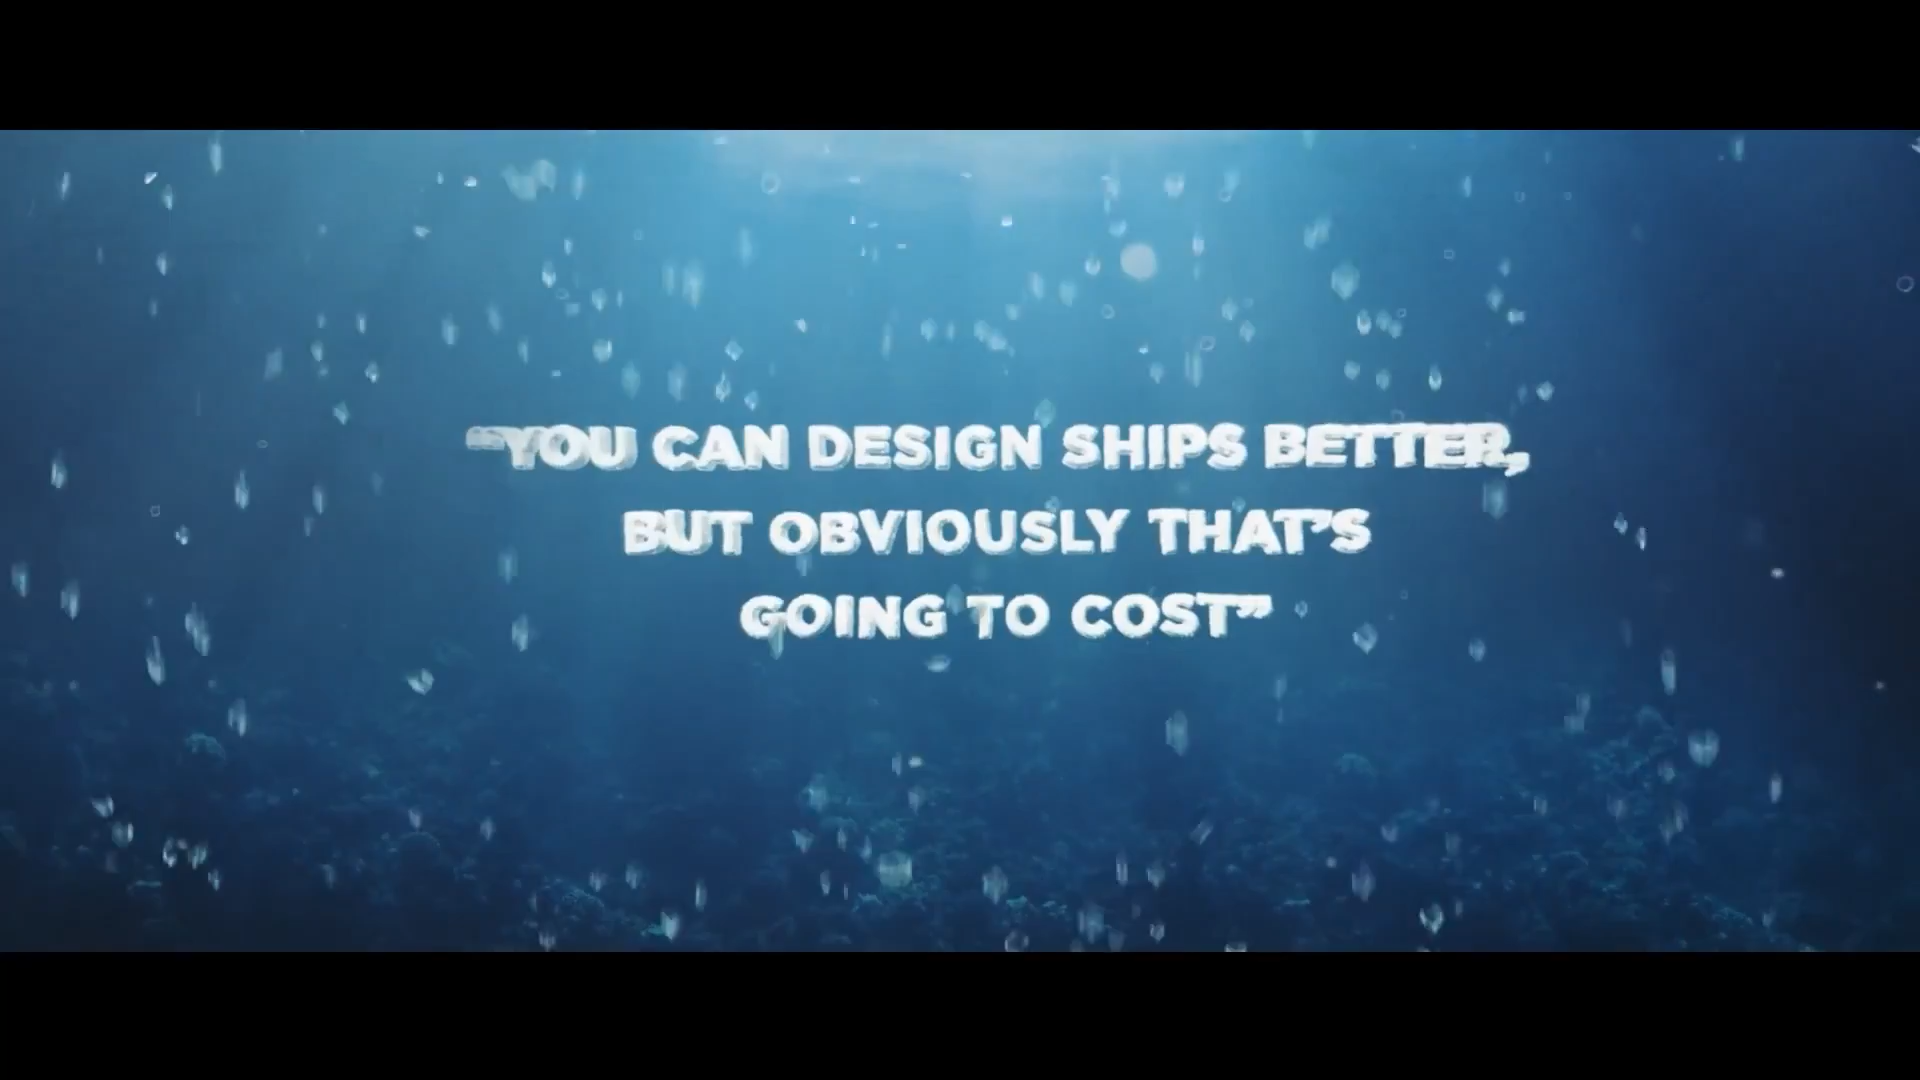 “YOU CAN DESIGN SHIPS BETTER,
BUT OBVIOUSLY THAT’S
GOING TO COST”